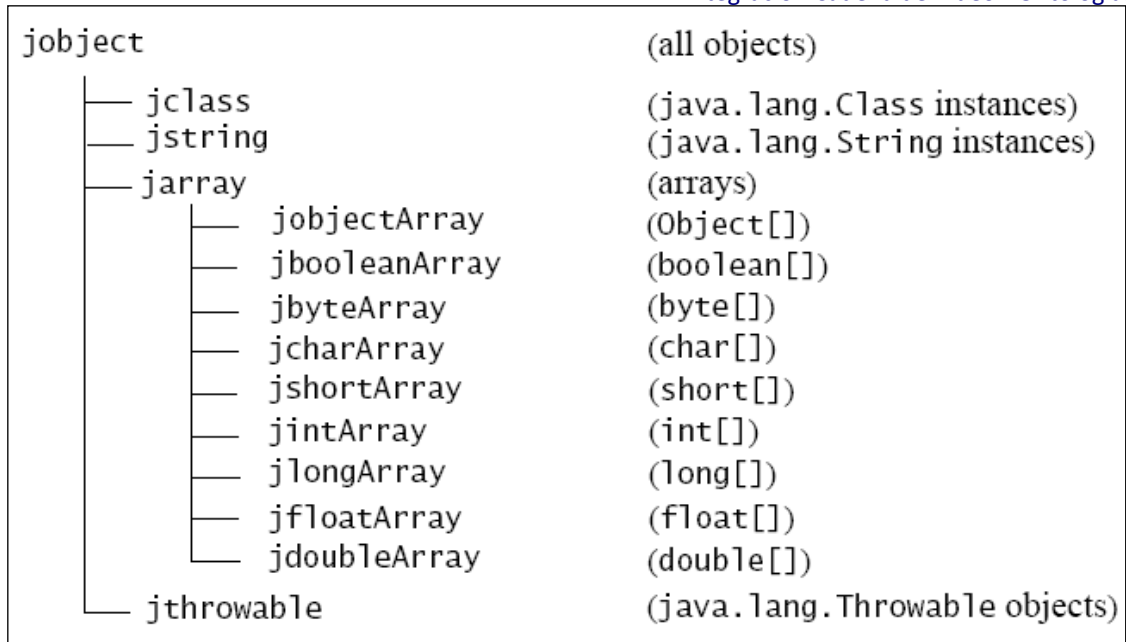 jobject (all objects)
jclass (java.lang.Class instances)
jstring (java.lang.String instances)
jarray (arrays)
jobjectArray (Object[])
jbooleanArray (boolean[])
jbyteArray (byte[])
jcharArray (char[])
jshortArray (short[])
jintArray (int[])
jlongArray (long[])
jfloatArray (float[])
jdoubleArray (double[])
jthrowable (java.lang.Throwable objects)